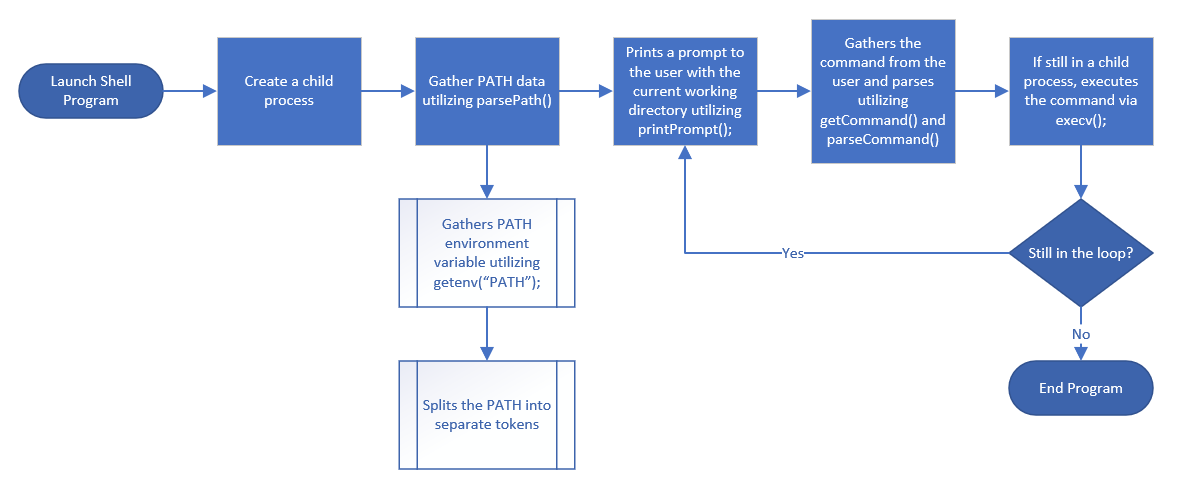 Launch Shell
Program
Create a child
process
Gather PATH data
utilizing parsePath()
Prints a prompt to
the user with the
current working
directory utilizing
printPrompt();
Gathers the
command from the
user and parses
utilizing
getCommand() and
parseCommand()
If still in a child
process, executes
the command via
execv();
Gathers PATH
environment
variable utilizing
getenv(“PATH”);
Splits the PATH into
separate tokens
Still in the loop?
Yes
No
End Program